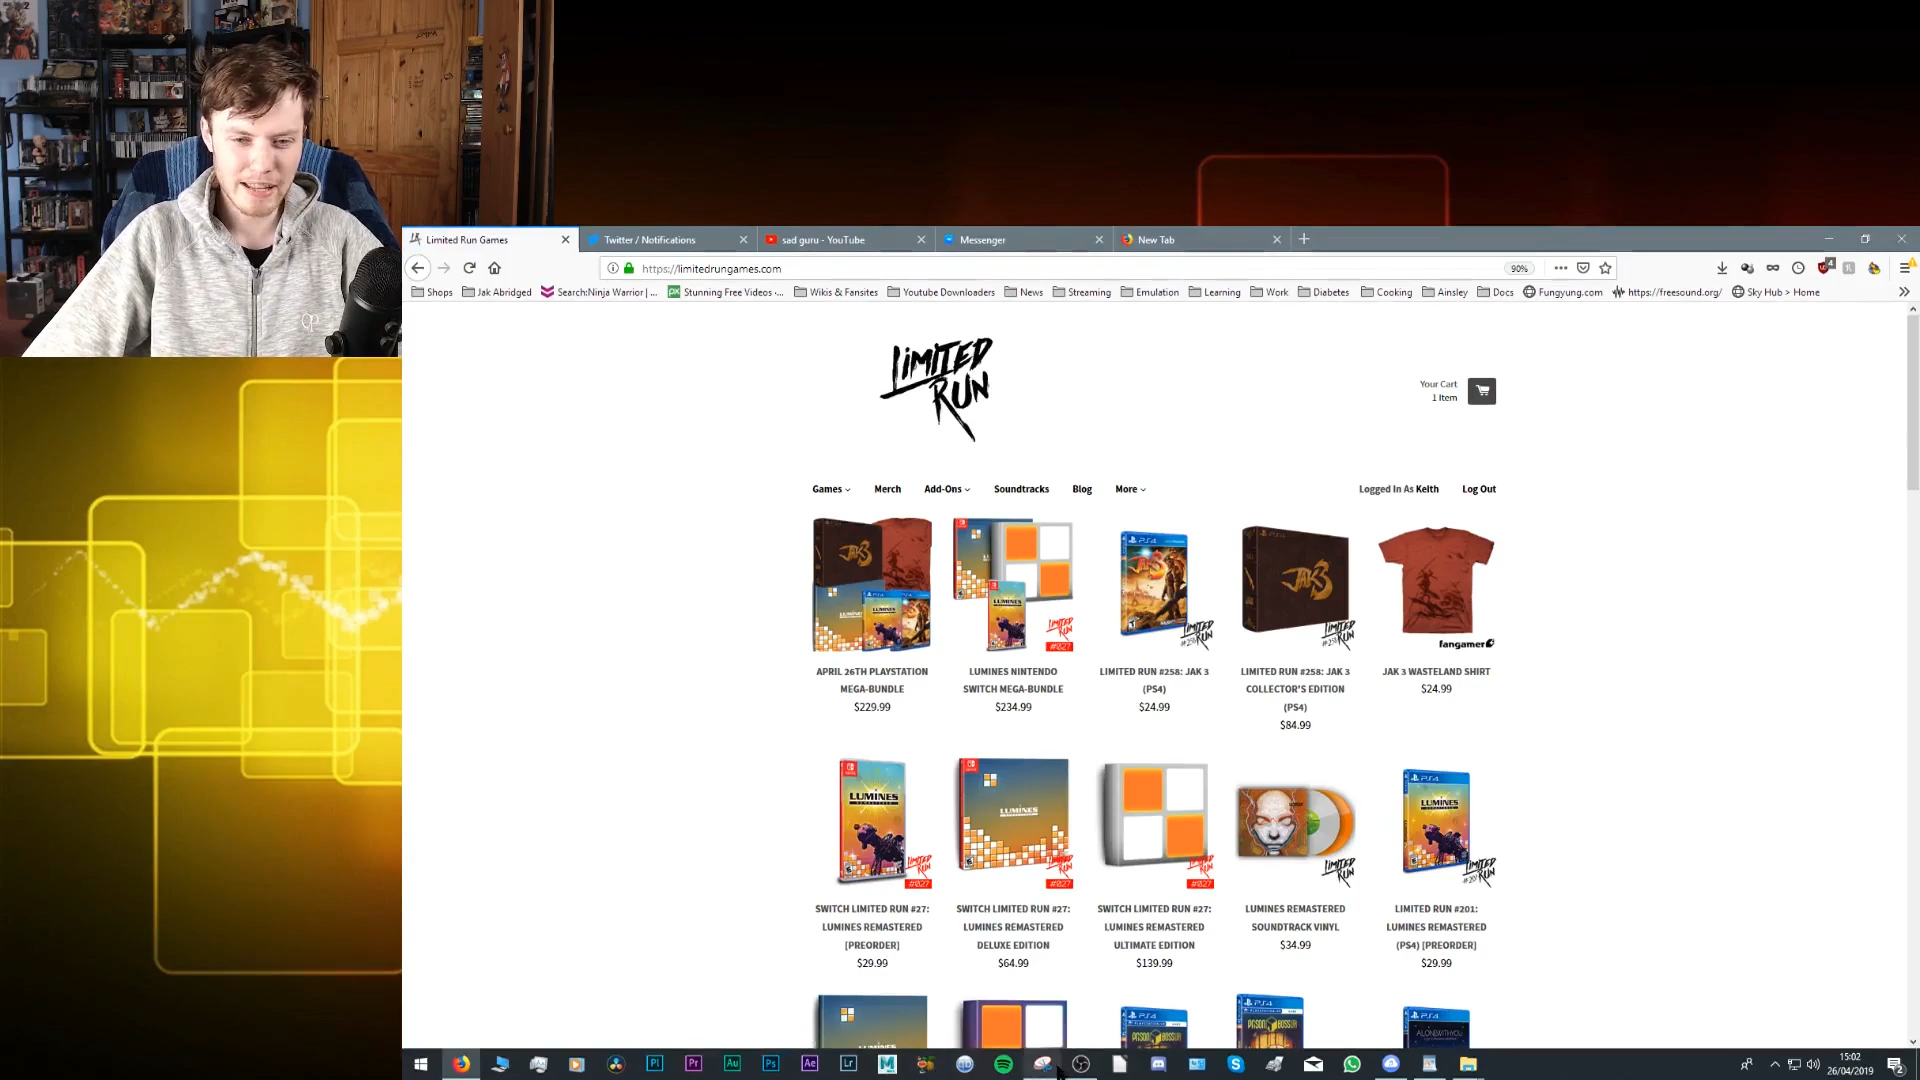 Limited Run Games
Twitter / Notifications
sad guru - YouTube
Messenger
New Tab
https://limitedrungames.com
90%
Shops
Jak Abridged
Search:Ninja Warrior | ...
Stunning Free Videos · ...
Wikis & Fansites
Youtube Downloaders
News
Streaming
Emulation
Learning
Work
Diabetes
Cooking
Ainsley
Docs
Fungyung.com
https://freesound.org/
Sky Hub > Home
LIMITED
RUN
Your Cart
1 Item
Games
Merch
Add-Ons
Soundtracks
Blog
More
Logged In As Keith
Log Out
APRIL 26TH PLAYSTATION
MEGA-BUNDLE
$229.99
LUMINES NINTENDO
SWITCH MEGA-BUNDLE
$234.99
LIMITED RUN #258: JAK 3
(PS4)
$24.99
LIMITED RUN #258: JAK 3
COLLECTOR'S EDITION
(PS4)
$84.99
fangamer
JAK 3 WASTELAND SHIRT
$24.99
SWITCH LIMITED RUN #27:
LUMINES REMASTERED
[PREORDER]
$29.99
SWITCH LIMITED RUN #27:
LUMINES REMASTERED
DELUXE EDITION
$64.99
SWITCH LIMITED RUN #27:
LUMINES REMASTERED
ULTIMATE EDITION
$139.99
LUMINES REMASTERED
SOUNDTRACK VINYL
$34.99
LIMITED RUN #201:
LUMINES REMASTERED
(PS4) [PREORDER]
$29.99
15:02
26/04/2019